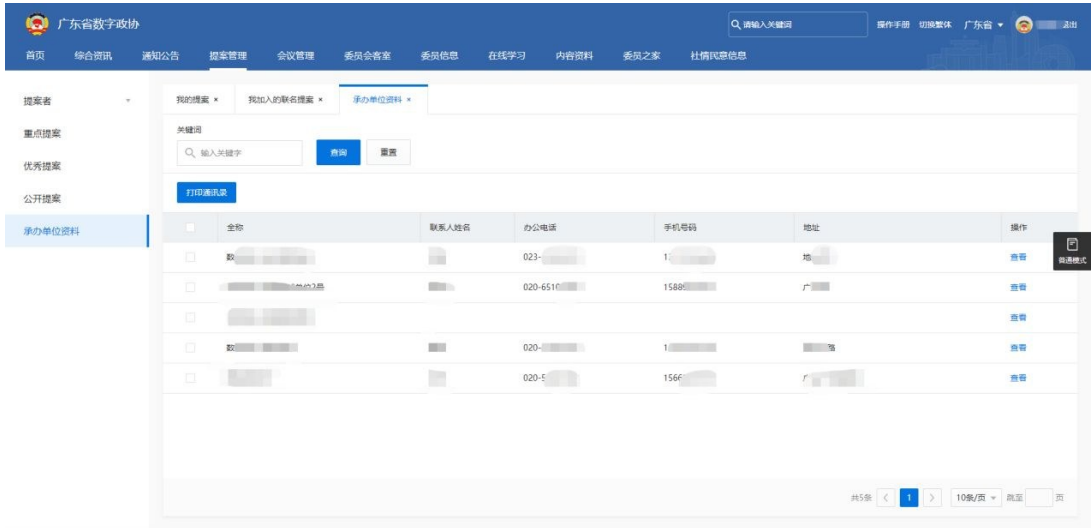 广东省数字政协
请输入关键词
操作手册 切换繁体 广东省
首页 综合资讯 通知公告 提案管理 会议管理 委员会客室 委员信息 在线学习 内容资料 委员之家 社情民意信息
提案者
重点提案
优秀提案
公开提案
承办单位资料
我的提案 × 我加入的联名提案 × 承办单位资料 ×
关键词
输入关键字 查询 重置
打印通讯录
全称 联系人姓名 办公电话 手机号码 地址 操作
数 023- 1 地 查看
020-6510 1588 广 查看
查看
数 020- 1 路 查看
020-5 156 查看
普通模式
共5条 < 1 > 10条/页 跳至 页